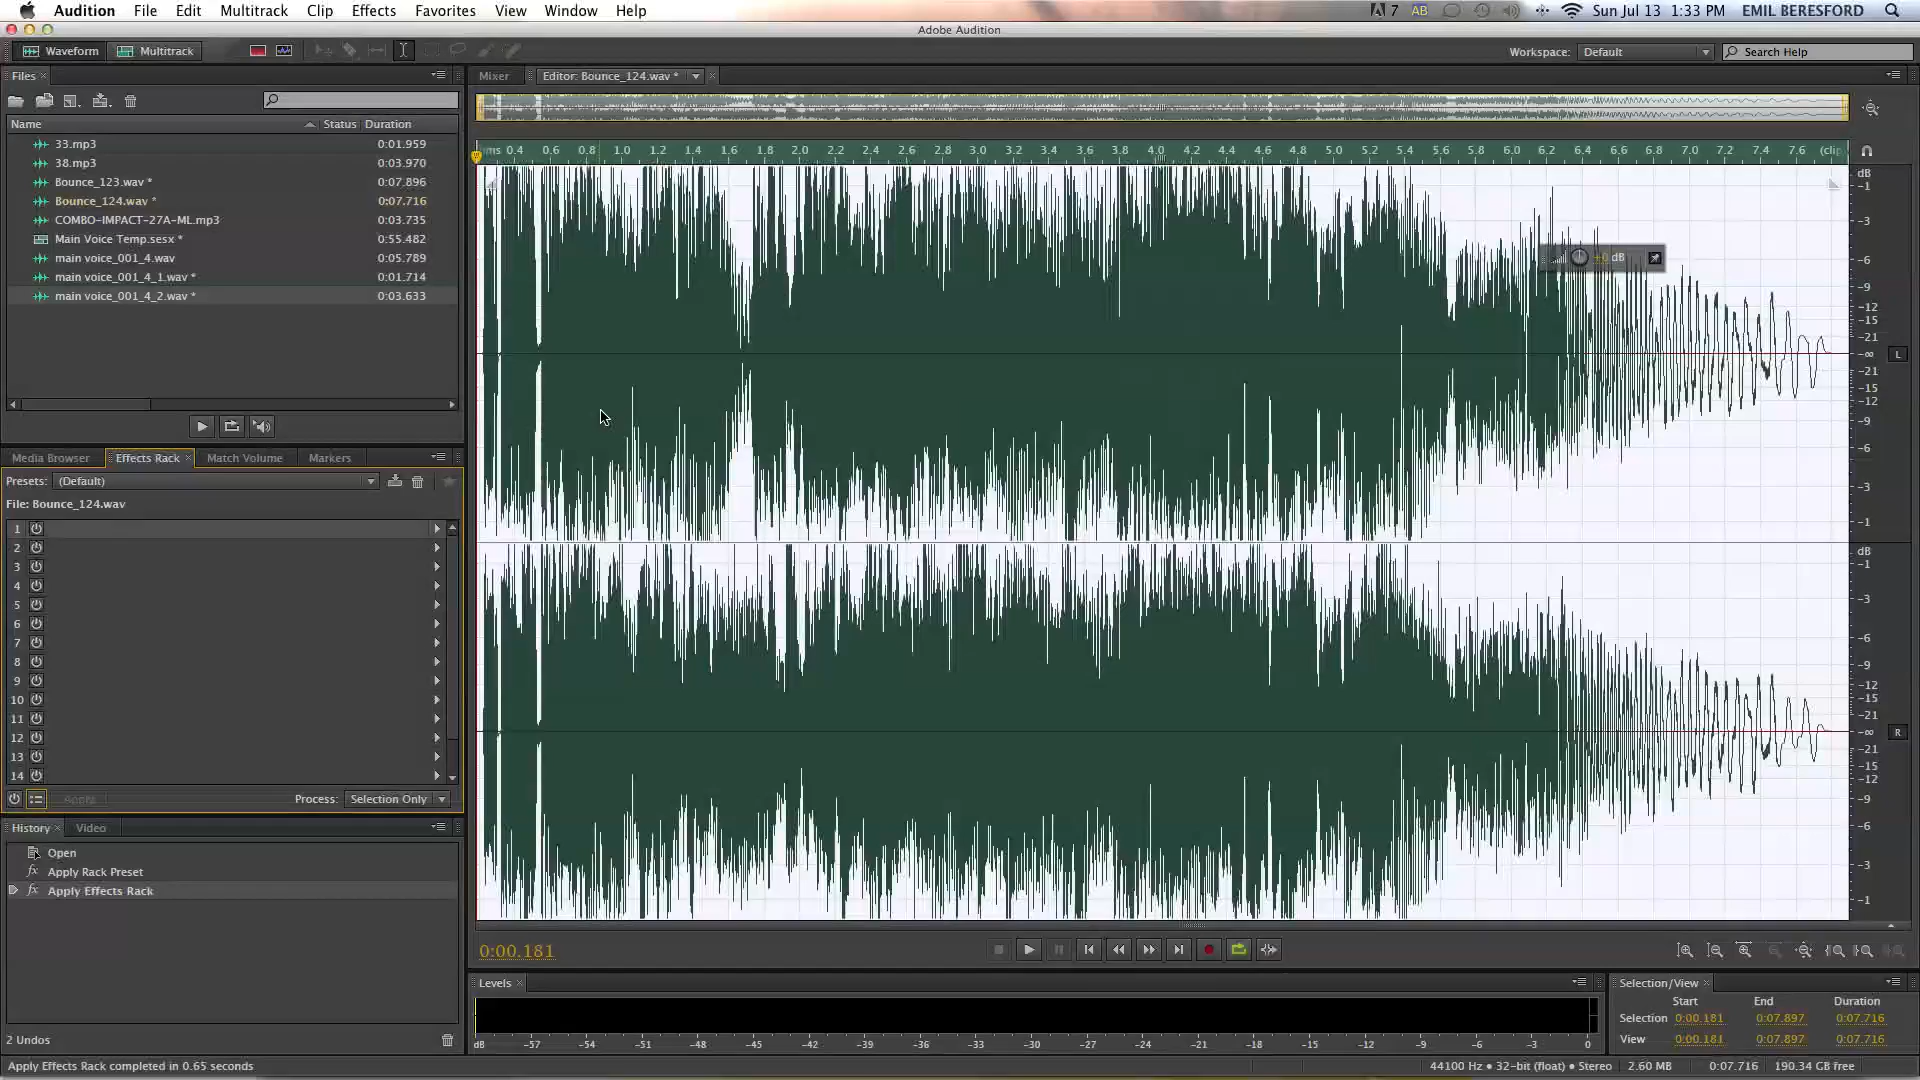 Audition File Edit Multitrack Clip Effects Favorites View Window Help 7 AB Sun Jul 13 1:33 PM EMIL BERESFORD
Adobe Audition
Waveform Multitrack Workspace: Default Search Help
Files Mixer Editor: Bounce_124.wav *
Name Status Duration
33.mp3 0:01.959
38.mp3 0:03.970
Bounce_123.wav * 0:07.896
Bounce_124.wav * 0:07.716
COMBO-IMPACT-27A-ML.mp3 0:03.735
Main Voice Temp.sesx * 0:55.482
main voice_001_4.wav 0:05.789
main voice_001_4_1.wav * 0:01.714
main voice_001_4_2.wav * 0:03.633
Media Browser Effects Rack Match Volume Markers
Presets: (Default)
File: Bounce_124.wav
1
2
3
4
5
6
7
8
9
10
11
12
13
14
Apply Process: Selection Only
History Video
Open
fx Apply Rack Preset
fx Apply Effects Rack
2 Undos
Apply Effects Rack completed in 0.65 seconds
ms 0.4 0.6 0.8 1.0 1.2 1.4 1.6 1.8 2.0 2.2 2.4 2.6 2.8 3.0 3.2 3.4 3.6 3.8 4.0 4.2 4.4 4.6 4.8 5.0 5.2 5.4 5.6 5.8 6.0 6.2 6.4 6.6 6.8 7.0 7.2 7.4 7.6 (clip
+0 dB
dB
-1
-3
-6
-9
-12
-15
-21
-∞
-21
-15
-12
-9
-6
-3
-1
L
dB
-1
-3
-6
-9
-12
-15
-21
-∞
-21
-15
-12
-9
-6
-3
-1
R
0:00.181
Levels
dB -57 -54 -51 -48 -45 -42 -39 -36 -33 -30 -27 -24 -21 -18 -15 -12 -9 -6 -3 0
Selection/View
Start End Duration
Selection 0:00.181 0:07.897 0:07.716
View 0:00.181 0:07.897 0:07.716
44100 Hz • 32-bit (float) • Stereo 2.60 MB 0:07.716 190.34 GB free